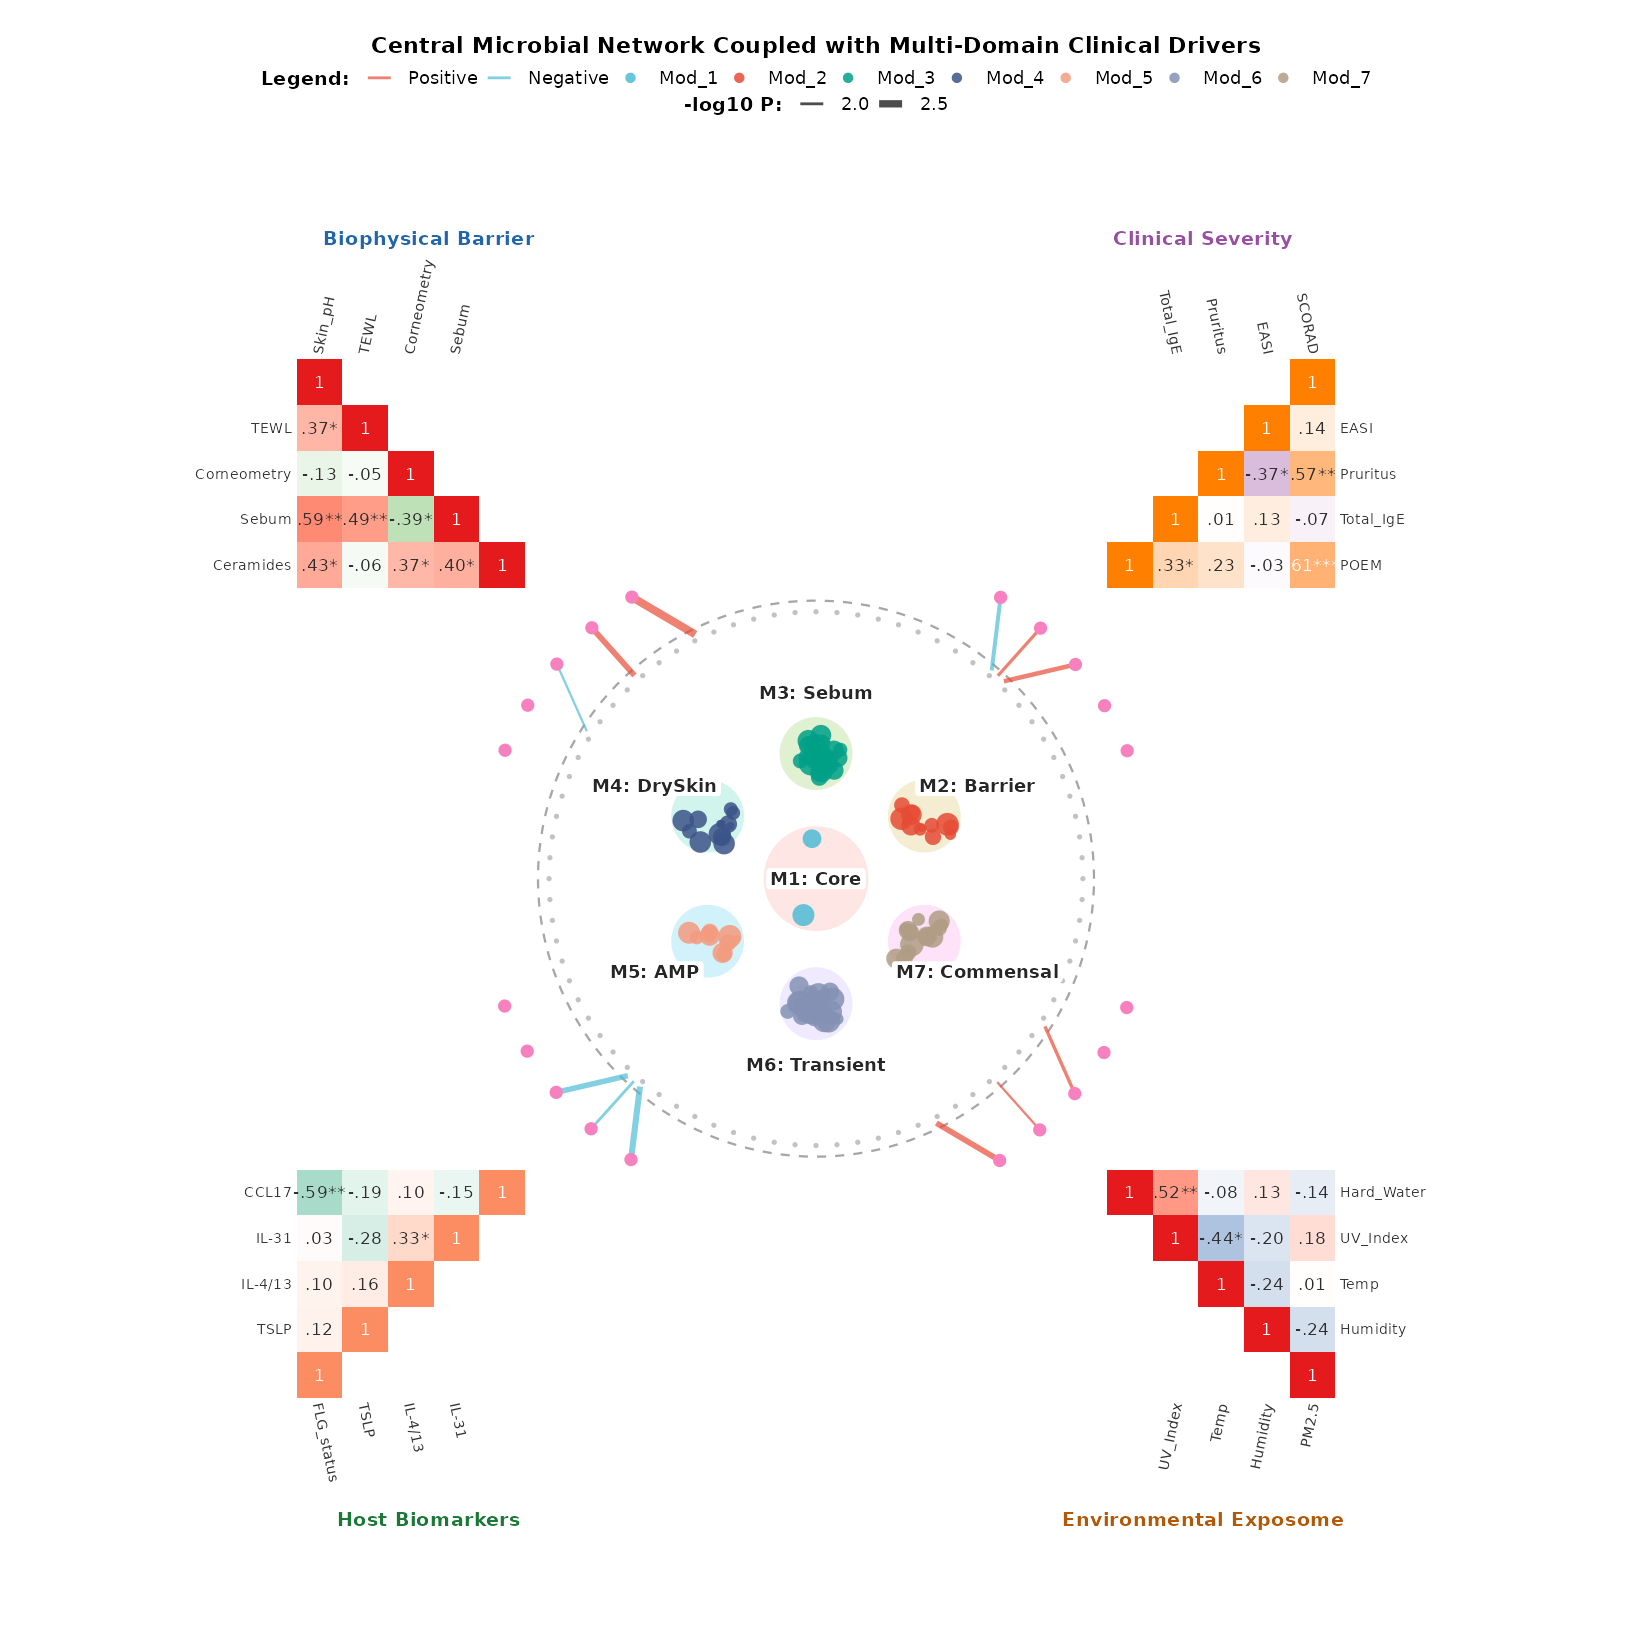 Central Microbial Network Coupled with Multi-Domain Clinical Drivers
Legend: Positive Negative Mod_1 Mod_2 Mod_3 Mod_4 Mod_5 Mod_6 Mod_7
-log10 P: 2.0 2.5
Biophysical Barrier
Skin_pH TEWL Corneometry Sebum
1
TEWL .37* 1
Corneometry -.13 -.05 1
Sebum .59** .49** -.39* 1
Ceramides .43* -.06 .37* .40* 1
Clinical Severity
Total_IgE Pruritus EASI SCORAD
1
1 .14 EASI
1 -.37* .57** Pruritus
1 .01 .13 -.07 Total_IgE
1 .33* .23 -.03 61*** POEM
M3: Sebum
M4: DrySkin
M2: Barrier
M1: Core
M5: AMP
M7: Commensal
M6: Transient
CCL17 -.59** -.19 .10 -.15 1
IL-31 .03 -.28 .33* 1
IL-4/13 .10 .16 1
TSLP .12 1
1
FLG_status TSLP IL-4/13 IL-31
Host Biomarkers
1 .52** -.08 .13 -.14 Hard_Water
1 -.44* -.20 .18 UV_Index
1 -.24 .01 Temp
1 -.24 Humidity
1
UV_Index Temp Humidity PM2.5
Environmental Exposome